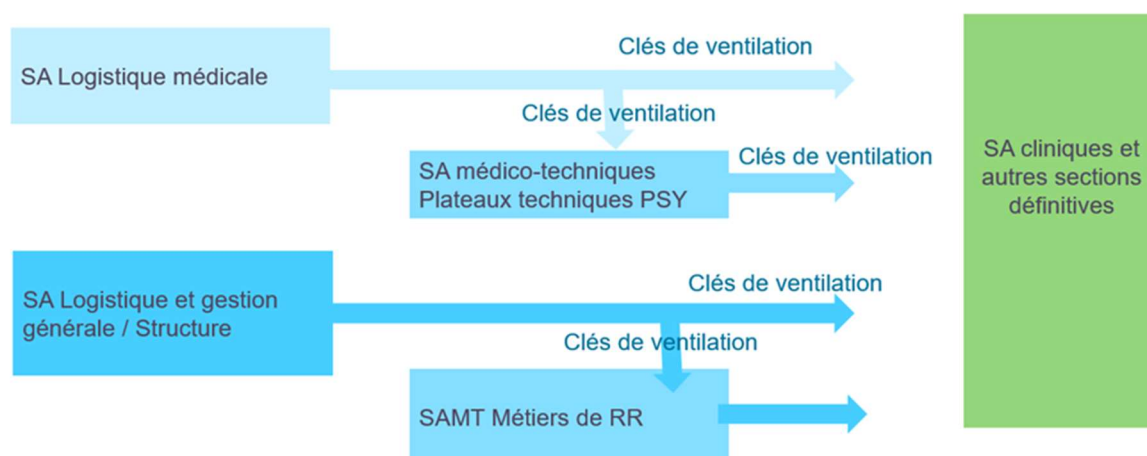 Clés de ventilation
SA Logistique médicale
Clés de ventilation
SA médico-techniques
Plateaux techniques PSY
Clés de ventilation
SA cliniques et
autres sections
définitives
SA Logistique et gestion
générale / Structure
Clés de ventilation
Clés de ventilation
SAMT Métiers de RR